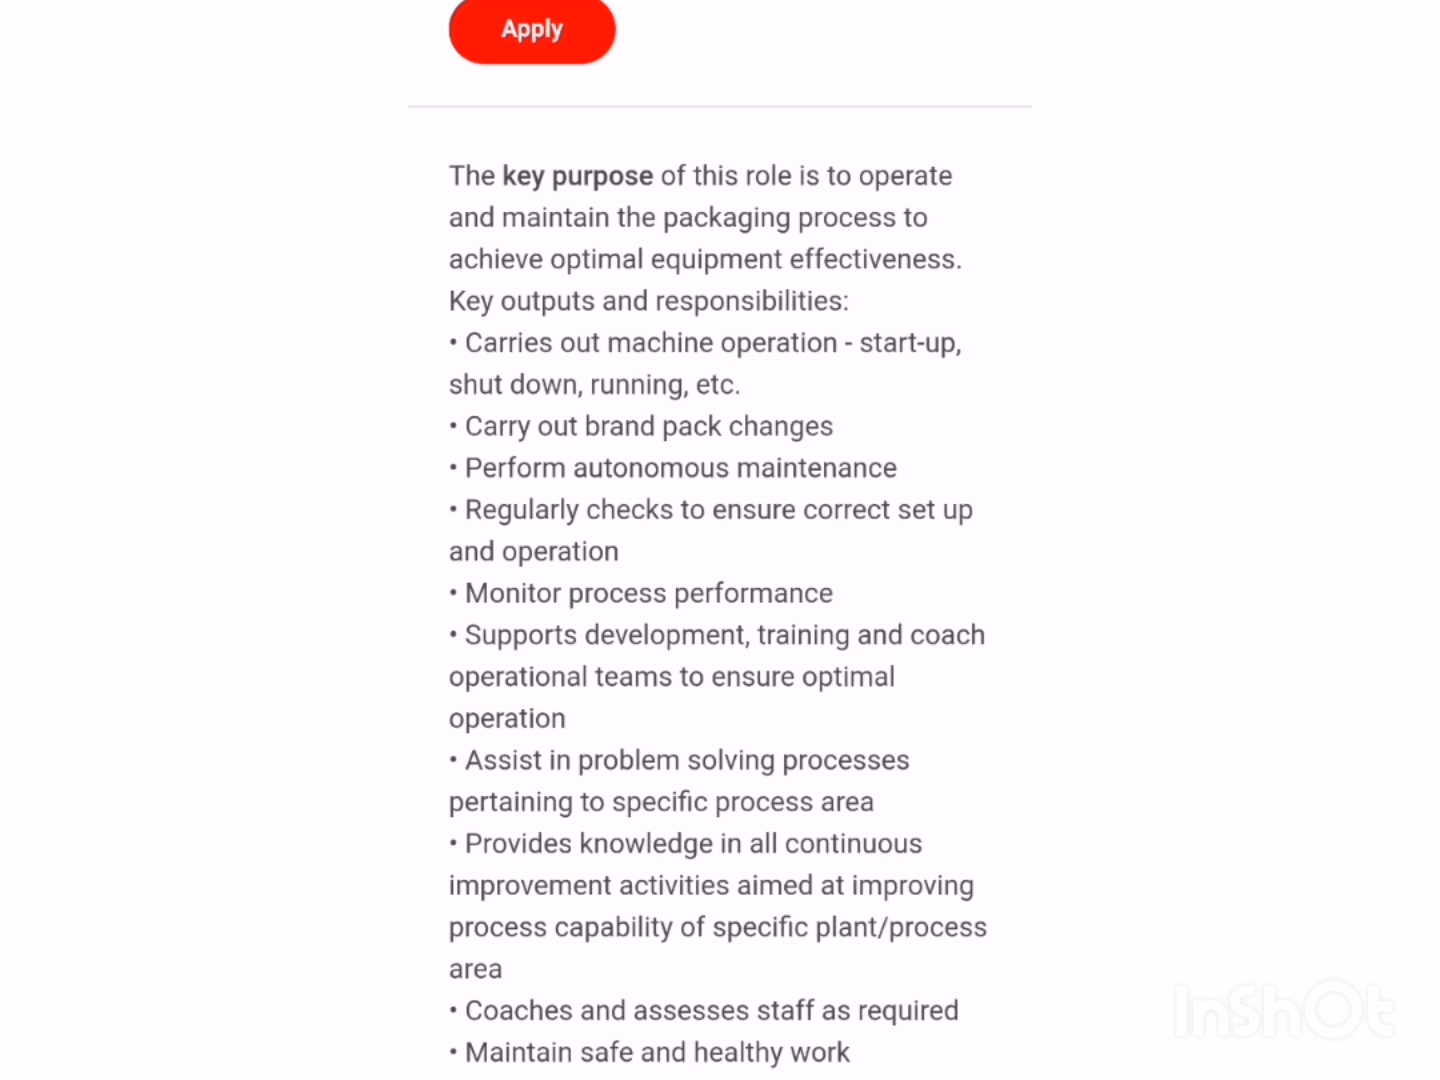 Apply
The key purpose of this role is to operate
and maintain the packaging process to
achieve optimal equipment effectiveness.
Key outputs and responsibilities:
• Carries out machine operation - start-up,
shut down, running, etc.
• Carry out brand pack changes
• Perform autonomous maintenance
• Regularly checks to ensure correct set up
and operation
• Monitor process performance
• Supports development, training and coach
operational teams to ensure optimal
operation
• Assist in problem solving processes
pertaining to specific process area
• Provides knowledge in all continuous
improvement activities aimed at improving
process capability of specific plant/process
area
• Coaches and assesses staff as required
• Maintain safe and healthy work
InShOt